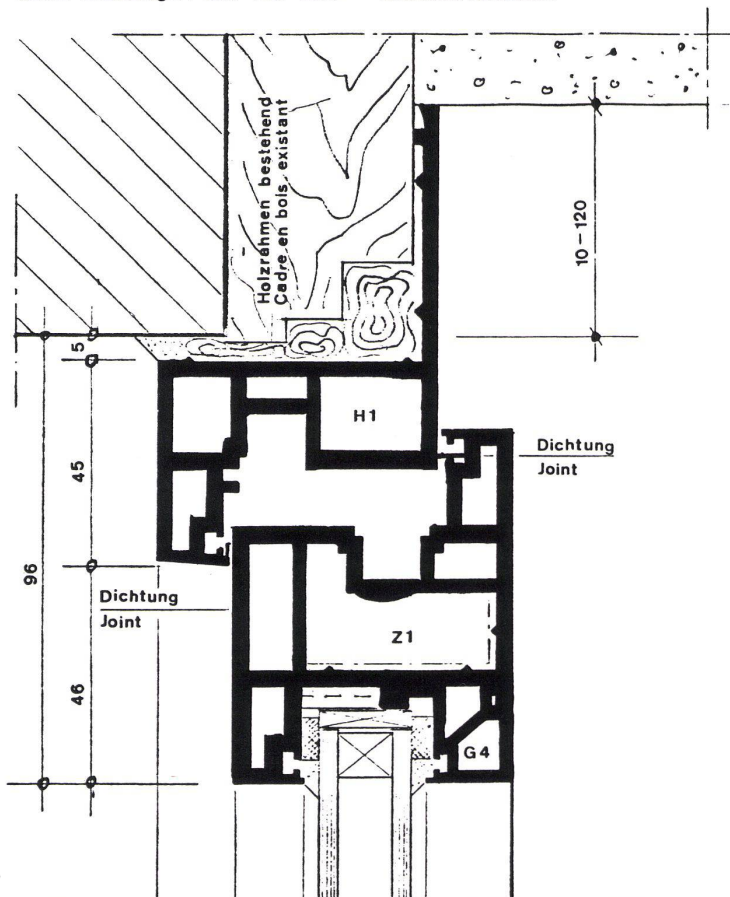 Holzrahmen bestehend
Cadre en bois existant
10–120
5
H1
Dichtung
Joint
45
96
Dichtung
Joint
Z1
46
G4